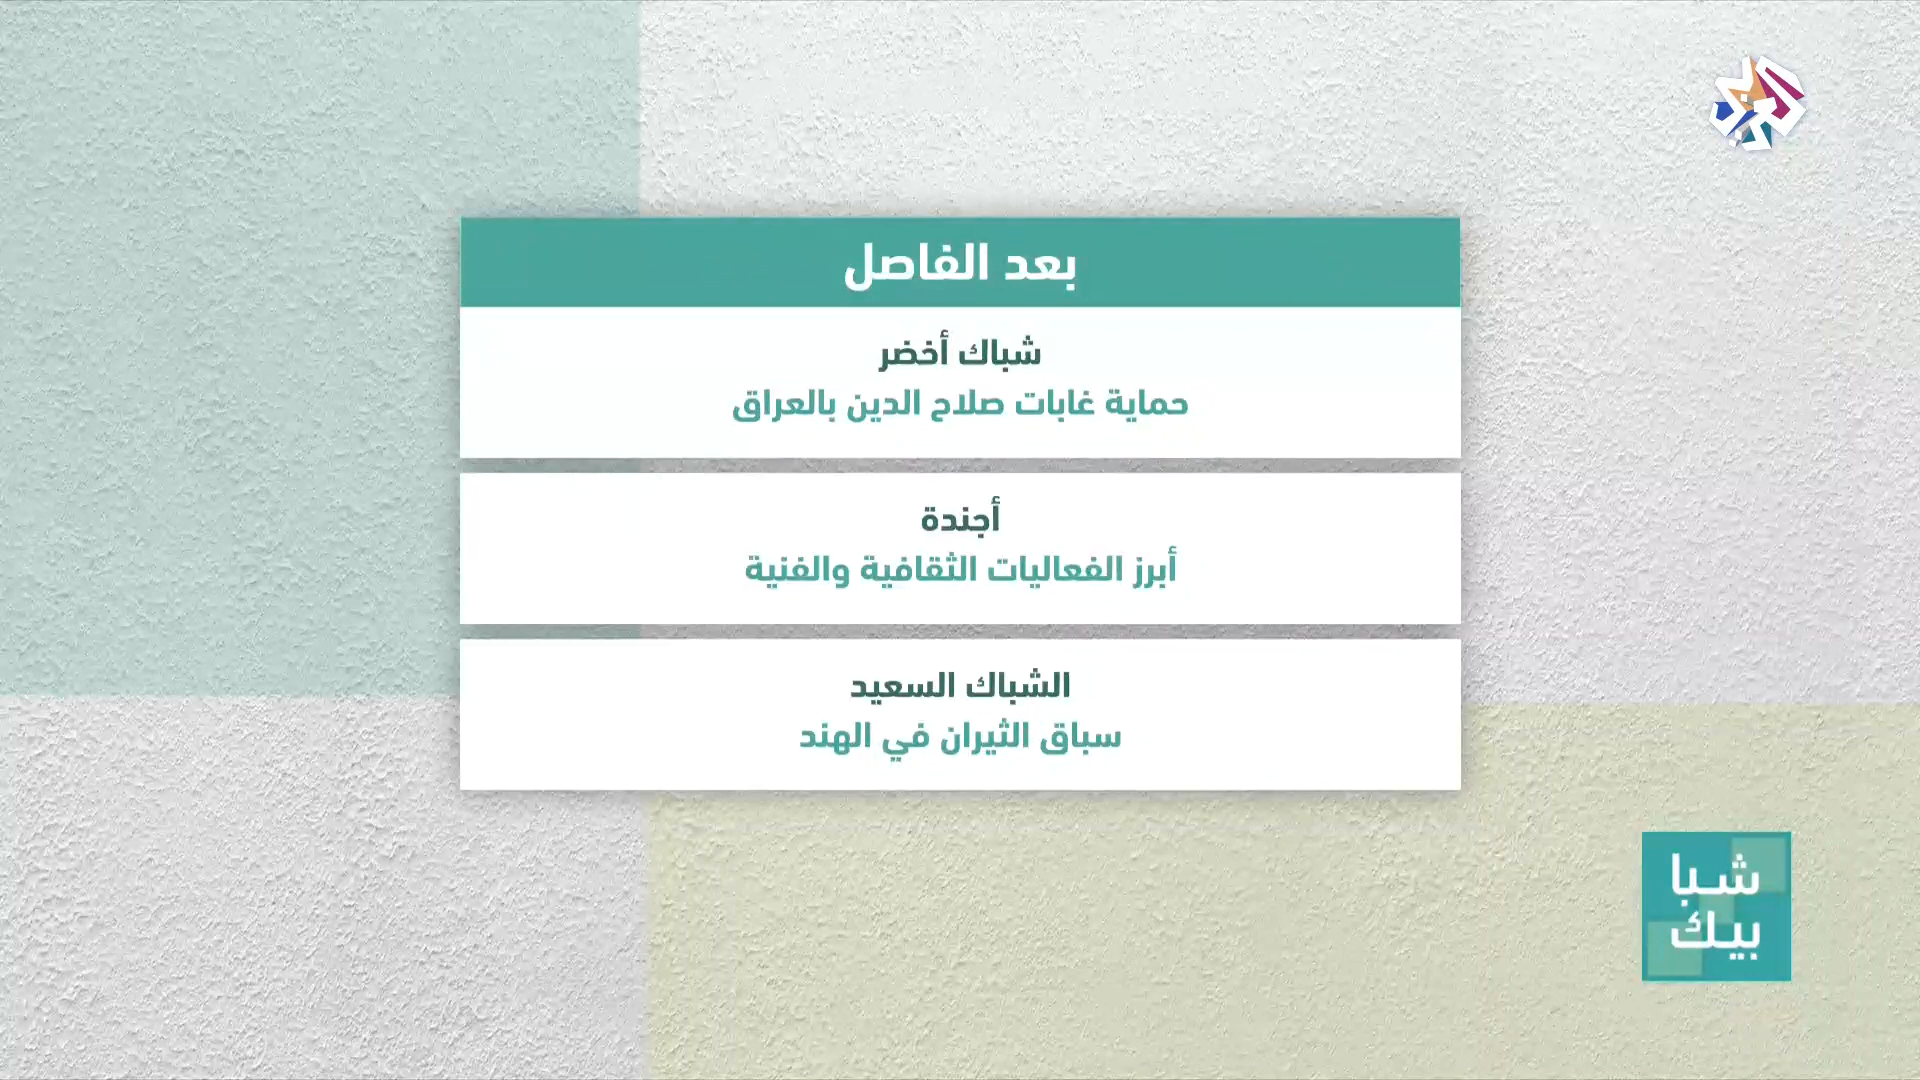 بعد الفاصل
شباك أخضر
حماية غابات صلاح الدين بالعراق
أجندة
أبرز الفعاليات الثقافية والفنية
الشباك السعيد
سباق الثيران في الهند
شبا
بيك